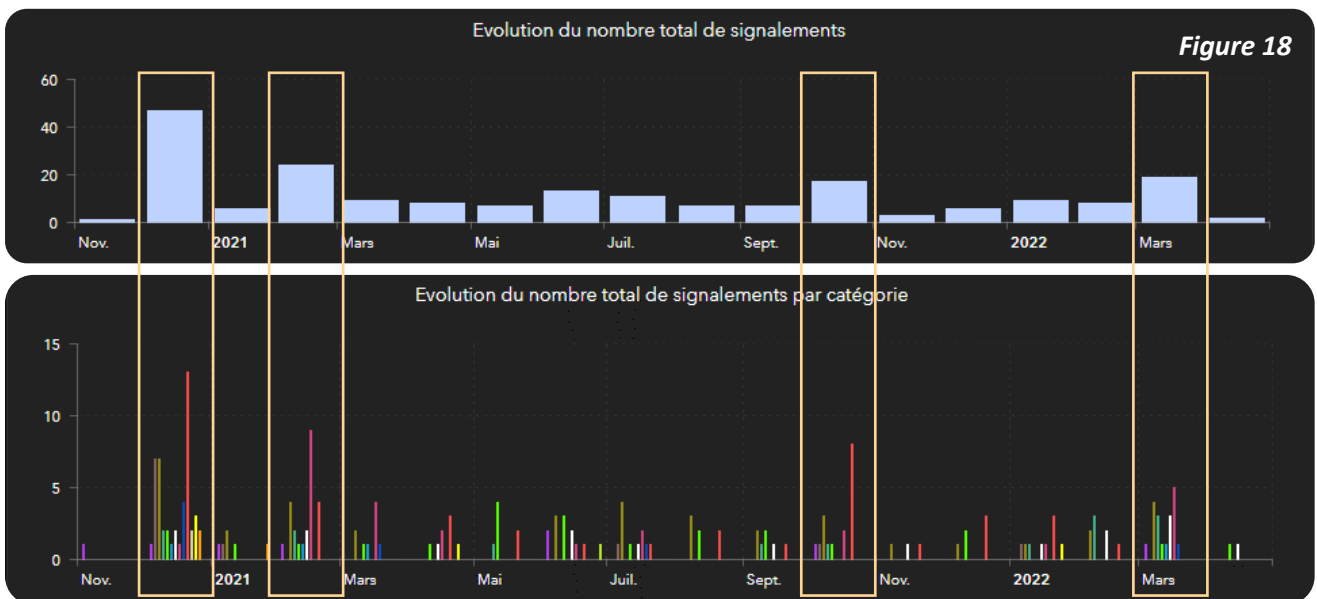 Evolution du nombre total de signalements
Figure 18
60
40
20
0
Nov. 2021 Mars Mai Juil. Sept. Nov. 2022 Mars
Evolution du nombre total de signalements par catégorie
15
10
5
0
Nov. 2021 Mars Mai Juil. Sept. Nov. 2022 Mars